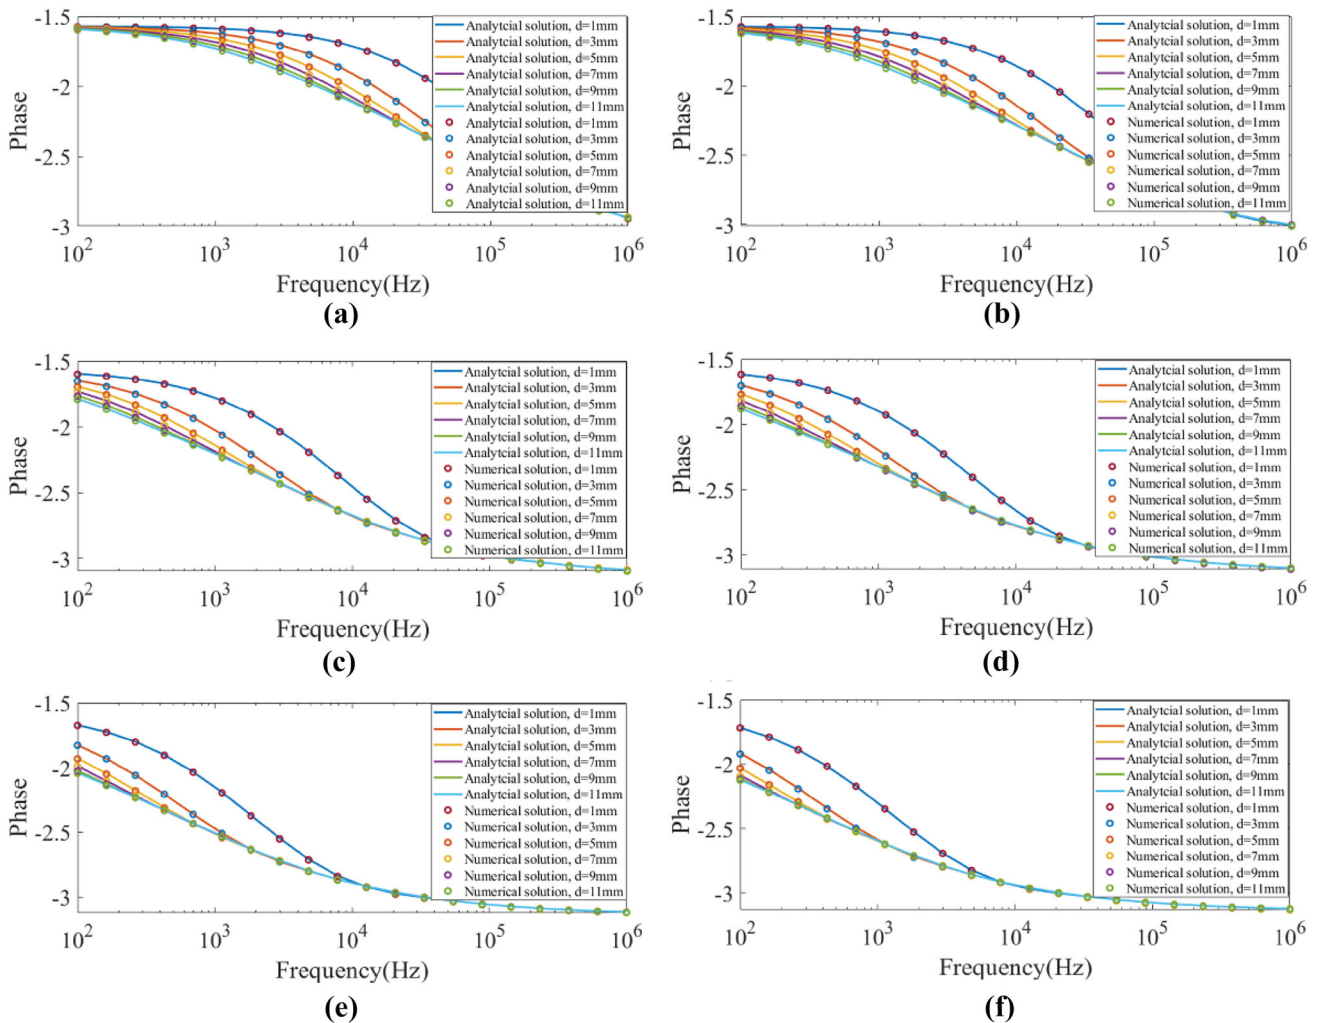 -1.5
-2
-2.5
-3
Phase
10^2
10^3
10^4
10^5
10^6
Frequency(Hz)
Analytcial solution, d=1mm
Analytcial solution, d=3mm
Analytcial solution, d=5mm
Analytcial solution, d=7mm
Analytcial solution, d=9mm
Analytcial solution, d=11mm
Analytcial solution, d=1mm
Analytcial solution, d=3mm
Analytcial solution, d=5mm
Analytcial solution, d=7mm
Analytcial solution, d=9mm
Analytcial solution, d=11mm
(a)
-1.5
-2
-2.5
-3
Phase
10^2
10^3
10^4
10^5
10^6
Frequency(Hz)
Analytcial solution, d=1mm
Analytcial solution, d=3mm
Analytcial solution, d=5mm
Analytcial solution, d=7mm
Analytcial solution, d=9mm
Analytcial solution, d=11mm
Numerical solution, d=1mm
Numerical solution, d=3mm
Numerical solution, d=5mm
Numerical solution, d=7mm
Numerical solution, d=9mm
Numerical solution, d=11mm
(b)
-1.5
-2
-2.5
-3
Phase
10^2
10^3
10^4
10^5
10^6
Frequency(Hz)
Analytcial solution, d=1mm
Analytcial solution, d=3mm
Analytcial solution, d=5mm
Analytcial solution, d=7mm
Analytcial solution, d=9mm
Analytcial solution, d=11mm
Numerical solution, d=1mm
Numerical solution, d=3mm
Numerical solution, d=5mm
Numerical solution, d=7mm
Numerical solution, d=9mm
Numerical solution, d=11mm
(c)
-1.5
-2
-2.5
-3
Phase
10^2
10^3
10^4
10^5
10^6
Frequency(Hz)
Analytcial solution, d=1mm
Analytcial solution, d=3mm
Analytcial solution, d=5mm
Analytcial solution, d=7mm
Analytcial solution, d=9mm
Analytcial solution, d=11mm
Numerical solution, d=1mm
Numerical solution, d=3mm
Numerical solution, d=5mm
Numerical solution, d=7mm
Numerical solution, d=9mm
Numerical solution, d=11mm
(d)
-1.5
-2
-2.5
-3
Phase
10^2
10^3
10^4
10^5
10^6
Frequency(Hz)
Analytcial solution, d=1mm
Analytcial solution, d=3mm
Analytcial solution, d=5mm
Analytcial solution, d=7mm
Analytcial solution, d=9mm
Analytcial solution, d=11mm
Numerical solution, d=1mm
Numerical solution, d=3mm
Numerical solution, d=5mm
Numerical solution, d=7mm
Numerical solution, d=9mm
Numerical solution, d=11mm
(e)
-1.5
-2
-2.5
-3
Phase
10^2
10^3
10^4
10^5
10^6
Frequency(Hz)
Analytcial solution, d=1mm
Analytcial solution, d=3mm
Analytcial solution, d=5mm
Analytcial solution, d=7mm
Analytcial solution, d=9mm
Analytcial solution, d=11mm
Numerical solution, d=1mm
Numerical solution, d=3mm
Numerical solution, d=5mm
Numerical solution, d=7mm
Numerical solution, d=9mm
Numerical solution, d=11mm
(f)